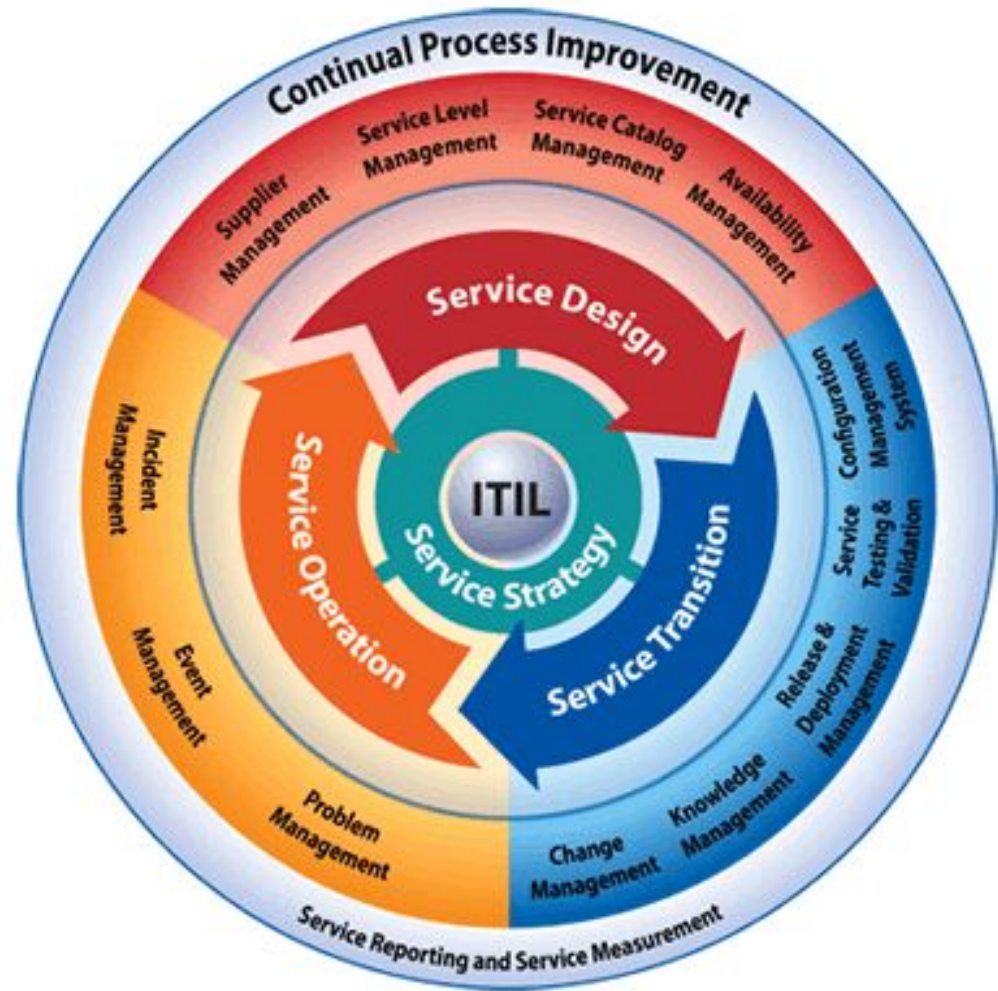 Continual Process Improvement
Supplier
Management
Service Level
Management
Service Catalog
Management
Availability
Management
Configuration
Management
System
Service
Testing &
Validation
Release &
Deployment
Management
Knowledge
Management
Change
Management
Problem
Management
Event
Management
Incident
Management
Service Design
Service Transition
Service Operation
Service Strategy
ITIL
Service Reporting and Service Measurement